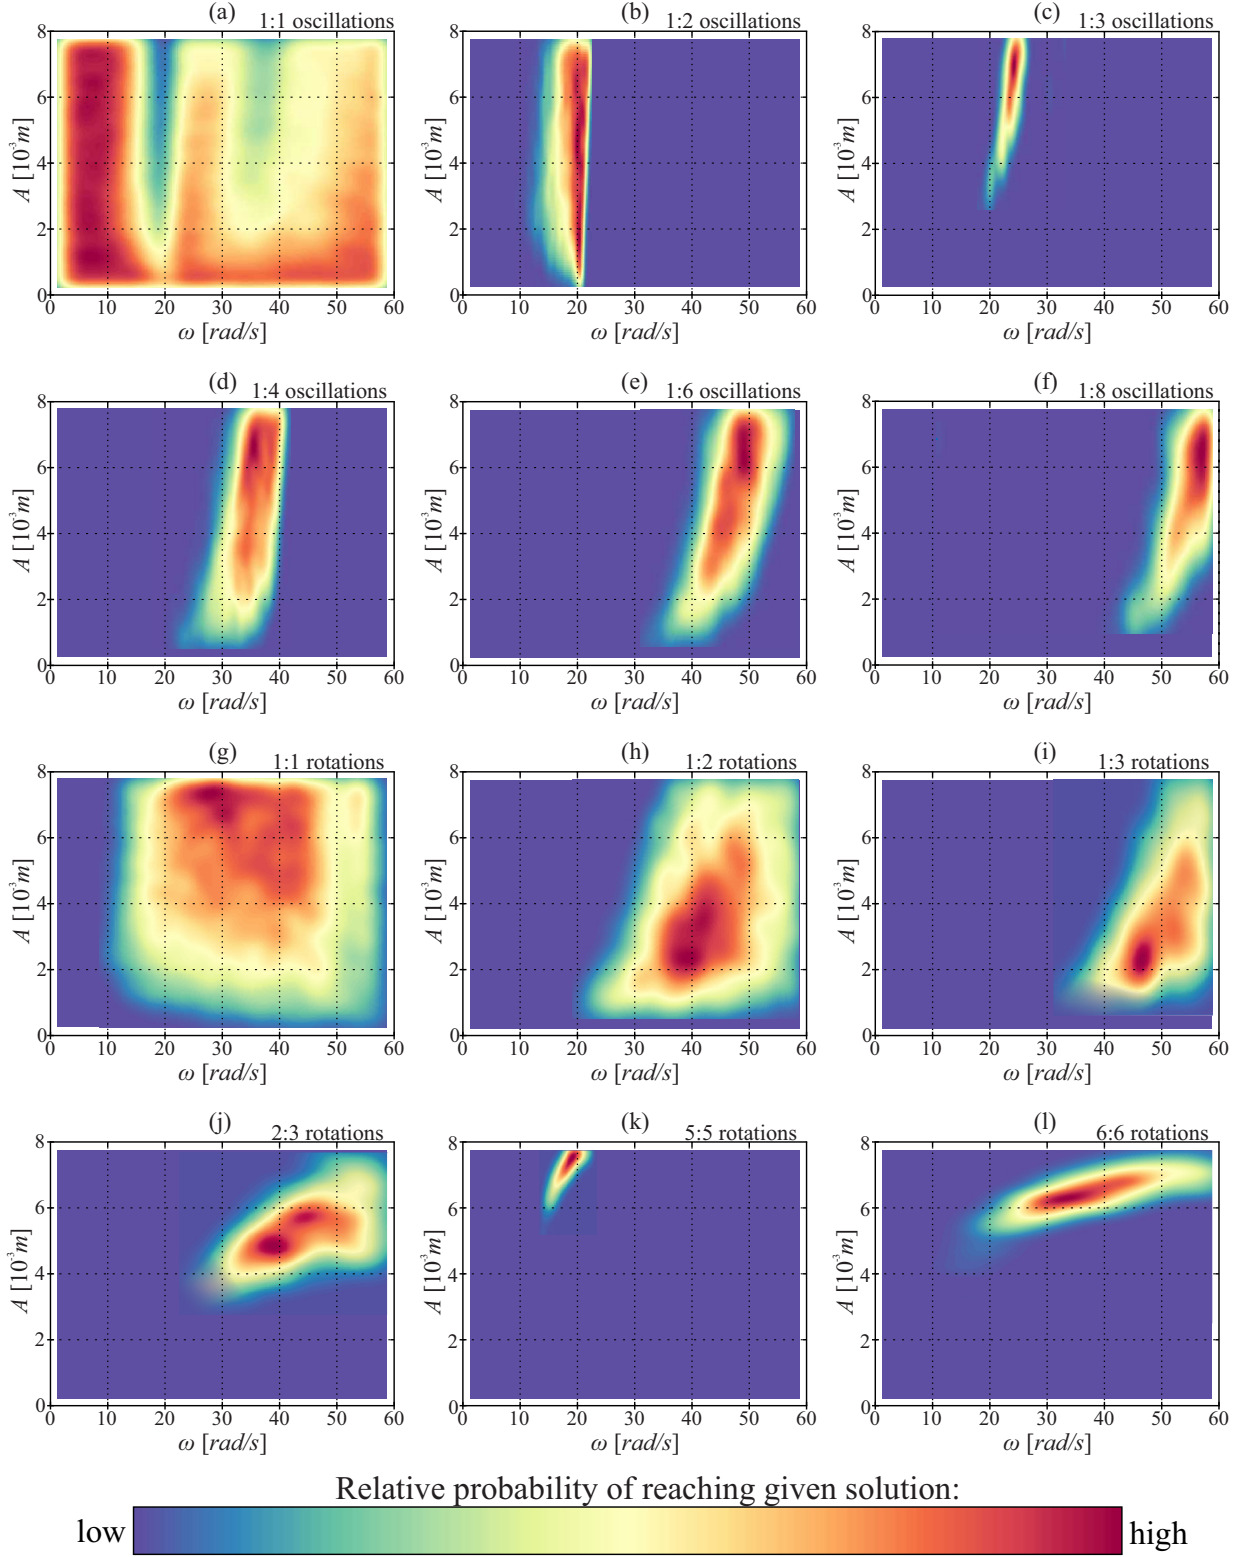 (a) (b) (c)
1:1 oscillations 1:2 oscillations 1:3 oscillations
8 8 8
6 6 6
4 4 4
2 2 2
0 0 0
A [10⁻³m] A [10⁻³m] A [10⁻³m]
0 10 20 30 40 50 60 0 10 20 30 40 50 60 0 10 20 30 40 50 60
ω [rad/s] ω [rad/s] ω [rad/s]
(d) (e) (f)
1:4 oscillations 1:6 oscillations 1:8 oscillations
8 8 8
6 6 6
4 4 4
2 2 2
0 0 0
A [10⁻³m] A [10⁻³m] A [10⁻³m]
0 10 20 30 40 50 60 0 10 20 30 40 50 60 0 10 20 30 40 50 60
ω [rad/s] ω [rad/s] ω [rad/s]
(g) (h) (i)
1:1 rotations 1:2 rotations 1:3 rotations
8 8 8
6 6 6
4 4 4
2 2 2
0 0 0
A [10⁻³m] A [10⁻³m] A [10⁻³m]
0 10 20 30 40 50 60 0 10 20 30 40 50 60 0 10 20 30 40 50 60
ω [rad/s] ω [rad/s] ω [rad/s]
(j) (k) (l)
2:3 rotations 5:5 rotations 6:6 rotations
8 8 8
6 6 6
4 4 4
2 2 2
0 0 0
A [10⁻³m] A [10⁻³m] A [10⁻³m]
0 10 20 30 40 50 60 0 10 20 30 40 50 60 0 10 20 30 40 50 60
ω [rad/s] ω [rad/s] ω [rad/s]
Relative probability of reaching given solution:
low high